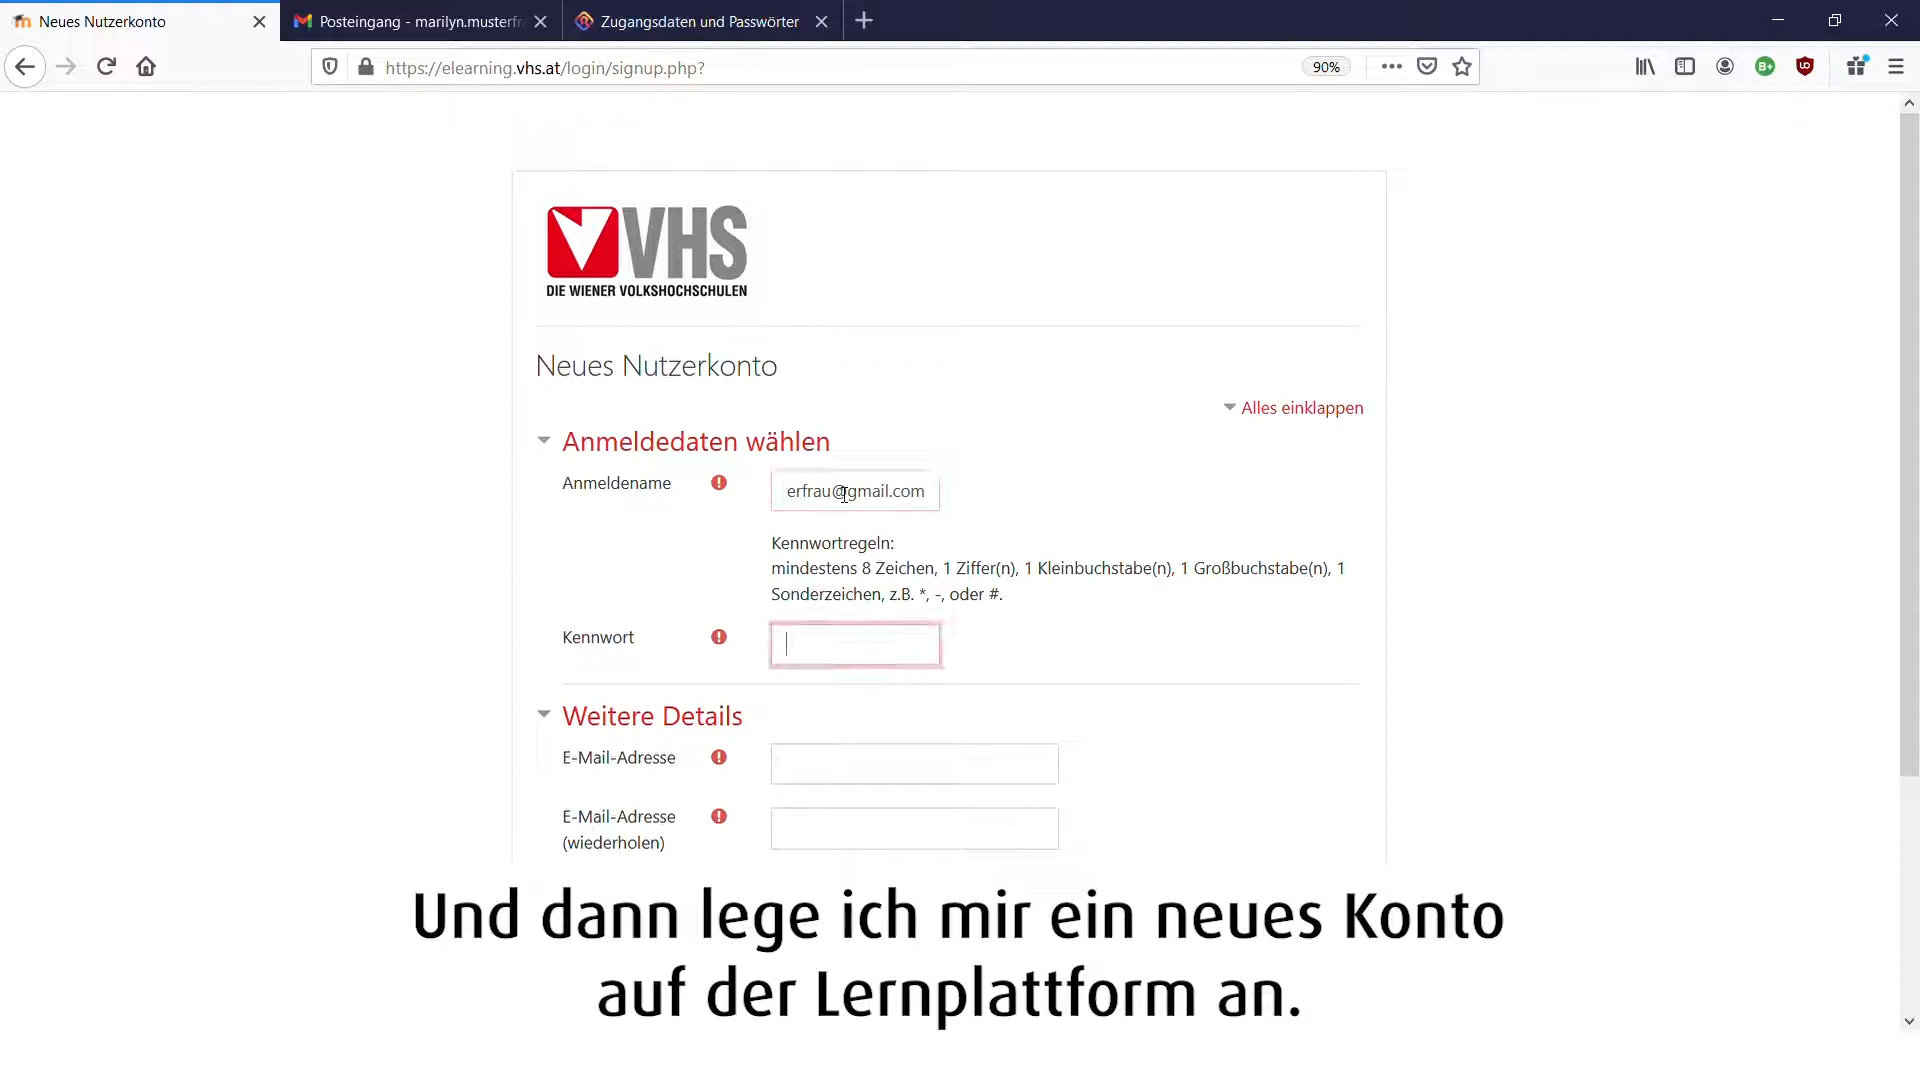 Neues Nutzerkonto
Posteingang - marilyn.musterfr
Zugangsdaten und Passwörter
https://elearning.vhs.at/login/signup.php?
90%
VHS
DIE WIENER VOLKSHOCHSCHULEN
Neues Nutzerkonto
Alles einklappen
Anmeldedaten wählen
Anmeldename
erfrau@gmail.com
Kennwortregeln:
mindestens 8 Zeichen, 1 Ziffer(n), 1 Kleinbuchstabe(n), 1 Großbuchstabe(n), 1
Sonderzeichen, z.B. *, -, oder #.
Kennwort
Weitere Details
E-Mail-Adresse
E-Mail-Adresse
(wiederholen)
Und dann lege ich mir ein neues Konto
auf der Lernplattform an.